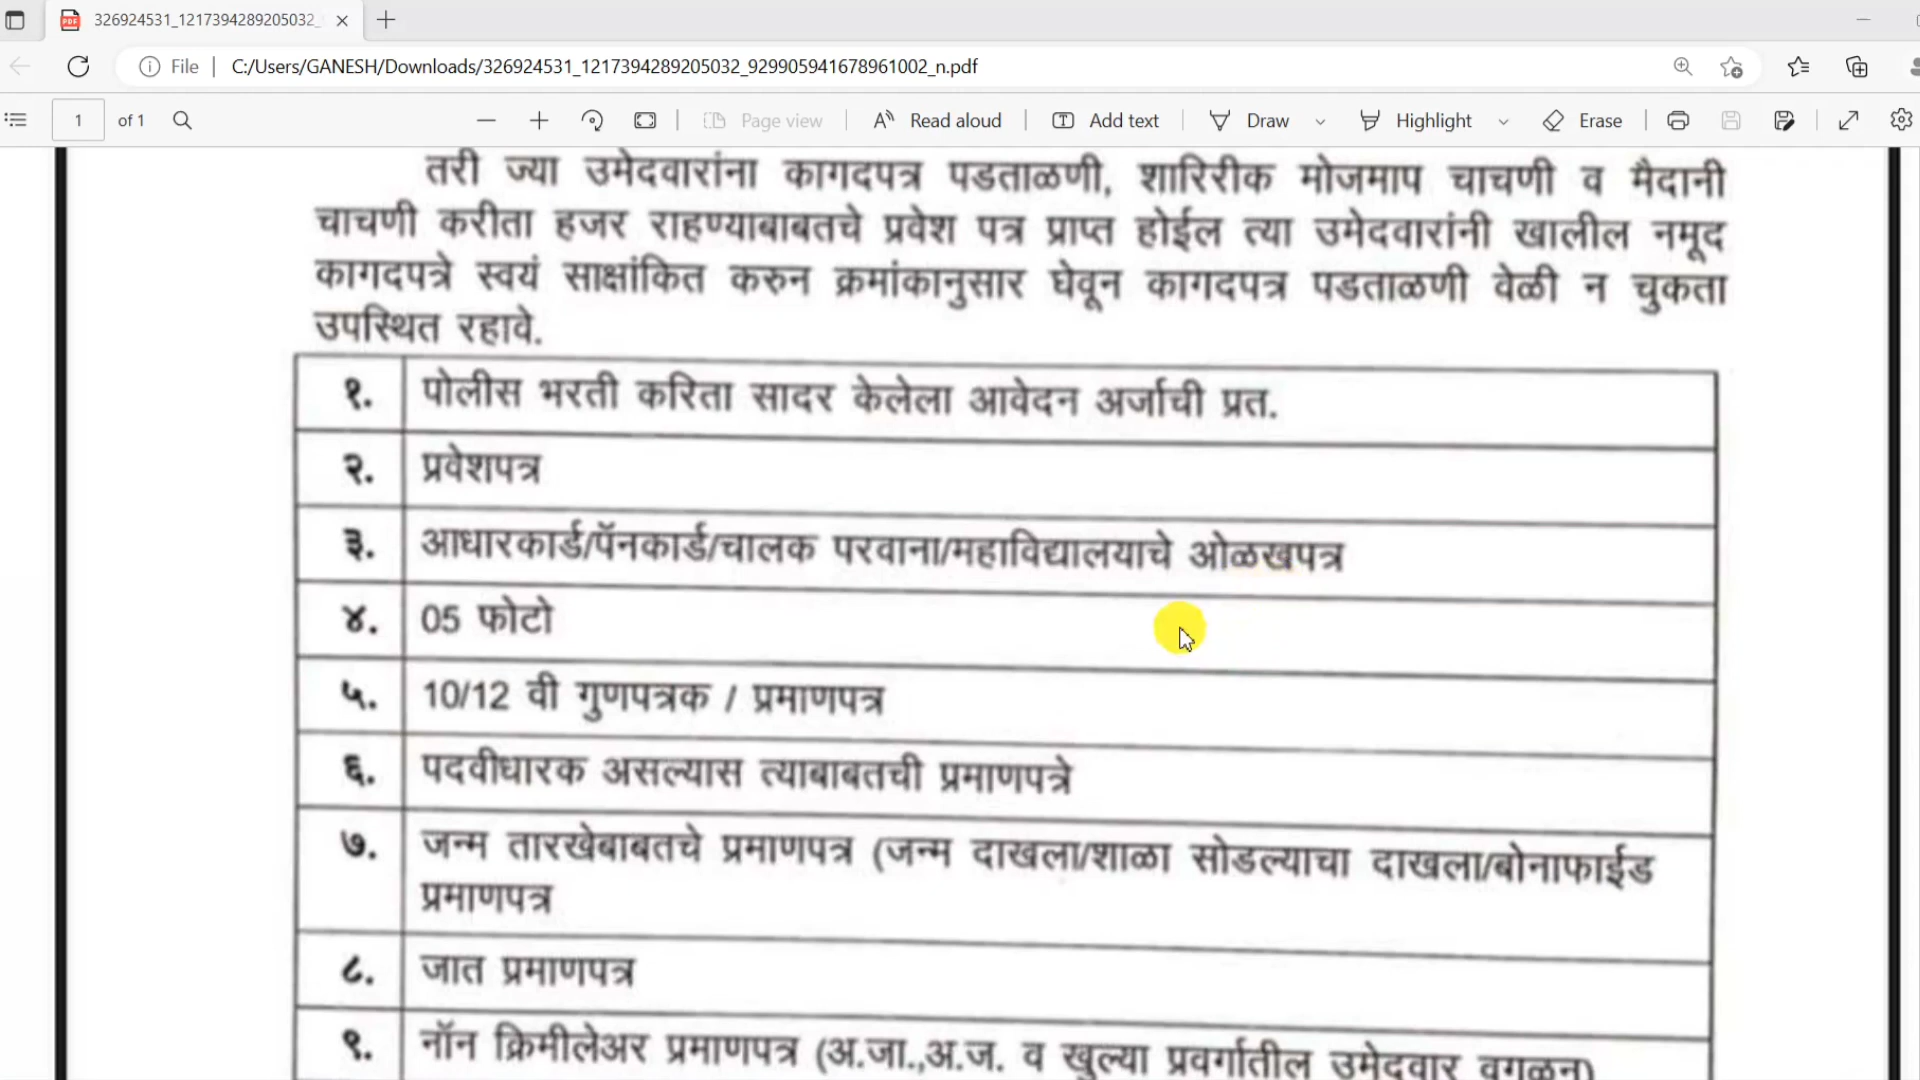 326924531_1217394289205032_
File
C:/Users/GANESH/Downloads/326924531_1217394289205032_929905941678961002_n.pdf
1 of 1 Page view Read aloud Add text Draw Highlight Erase
तरी ज्या उमेदवारांना कागदपत्र पडताळणी, शारिरीक मोजमाप चाचणी व मैदानी
चाचणी करीता हजर राहण्याबाबतचे प्रवेश पत्र प्राप्त होईल त्या उमेदवारांनी खालील नमूद
कागदपत्रे स्वयं साक्षांकित करुन क्रमांकानुसार घेवून कागदपत्र पडताळणी वेळी न चुकता
उपस्थित रहावे.
१. पोलीस भरती करिता सादर केलेला आवेदन अर्जाची प्रत.
२. प्रवेशपत्र
३. आधारकार्ड/पॅनकार्ड/चालक परवाना/महाविद्यालयाचे ओळखपत्र
४. 05 फोटो
५. 10/12 वी गुणपत्रक / प्रमाणपत्र
६. पदवीधारक असल्यास त्याबाबतची प्रमाणपत्रे
७. जन्म तारखेबाबतचे प्रमाणपत्र (जन्म दाखला/शाळा सोडल्याचा दाखला/बोनाफाईड
प्रमाणपत्र
८. जात प्रमाणपत्र
९. नॉन क्रिमीलेअर प्रमाणपत्र (अ.जा.,अ.ज. व खुल्या प्रवर्गातील उमेदवार वगळून)